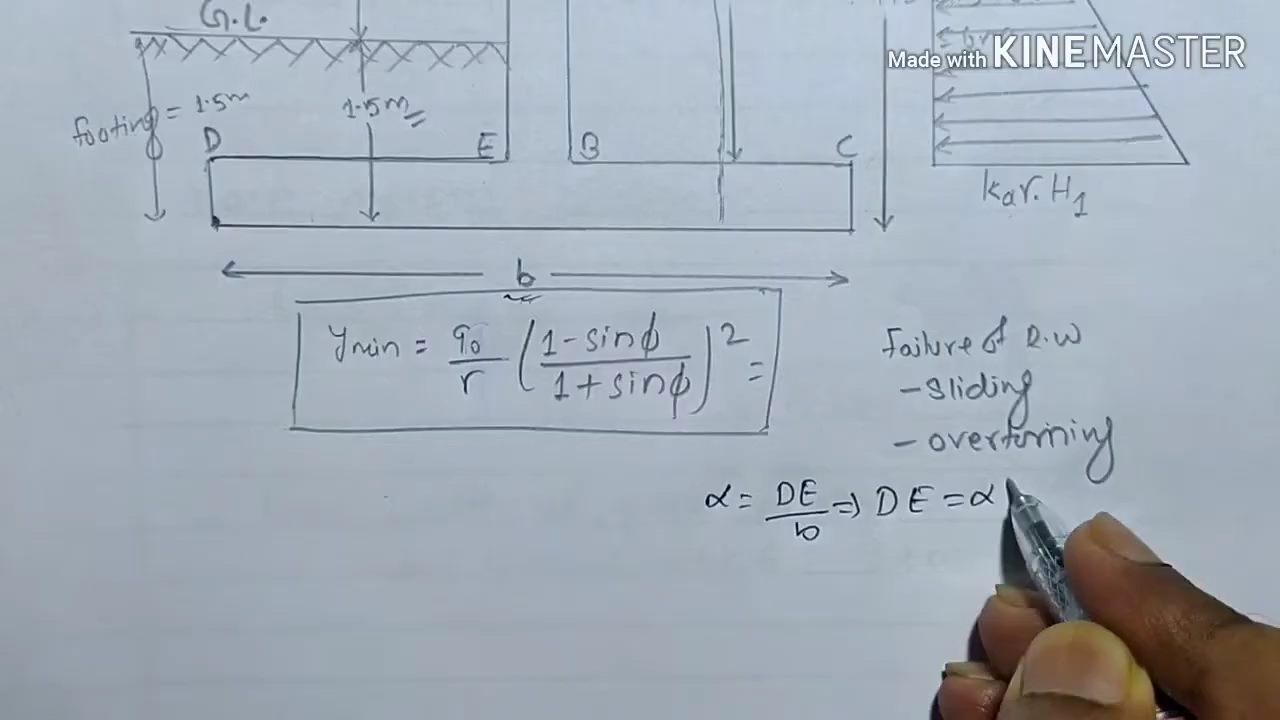 G.L.
Made with KINEMASTER
footing = 1.5m
1.5m
D
E
B
C
kar.H1
b
ymin = q0/r (1-sinϕ/1+sinϕ)2 =
Failure of R.W
- sliding
- overturning
α = DE/b => DE = α